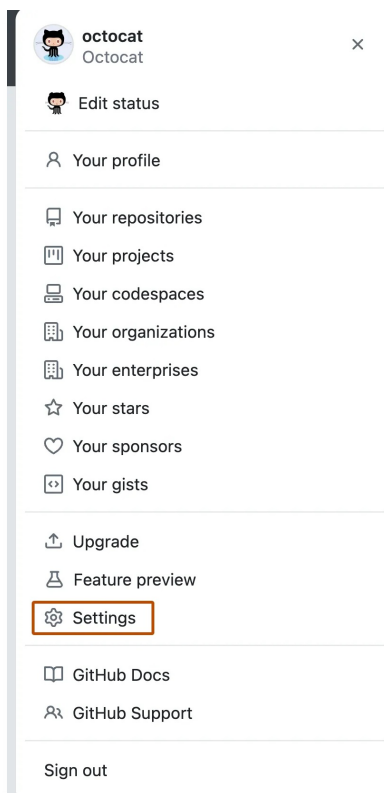 octocat
Octocat
Edit status
Your profile
Your repositories
Your projects
Your codespaces
Your organizations
Your enterprises
Your stars
Your sponsors
Your gists
Upgrade
Feature preview
Settings
GitHub Docs
GitHub Support
Sign out